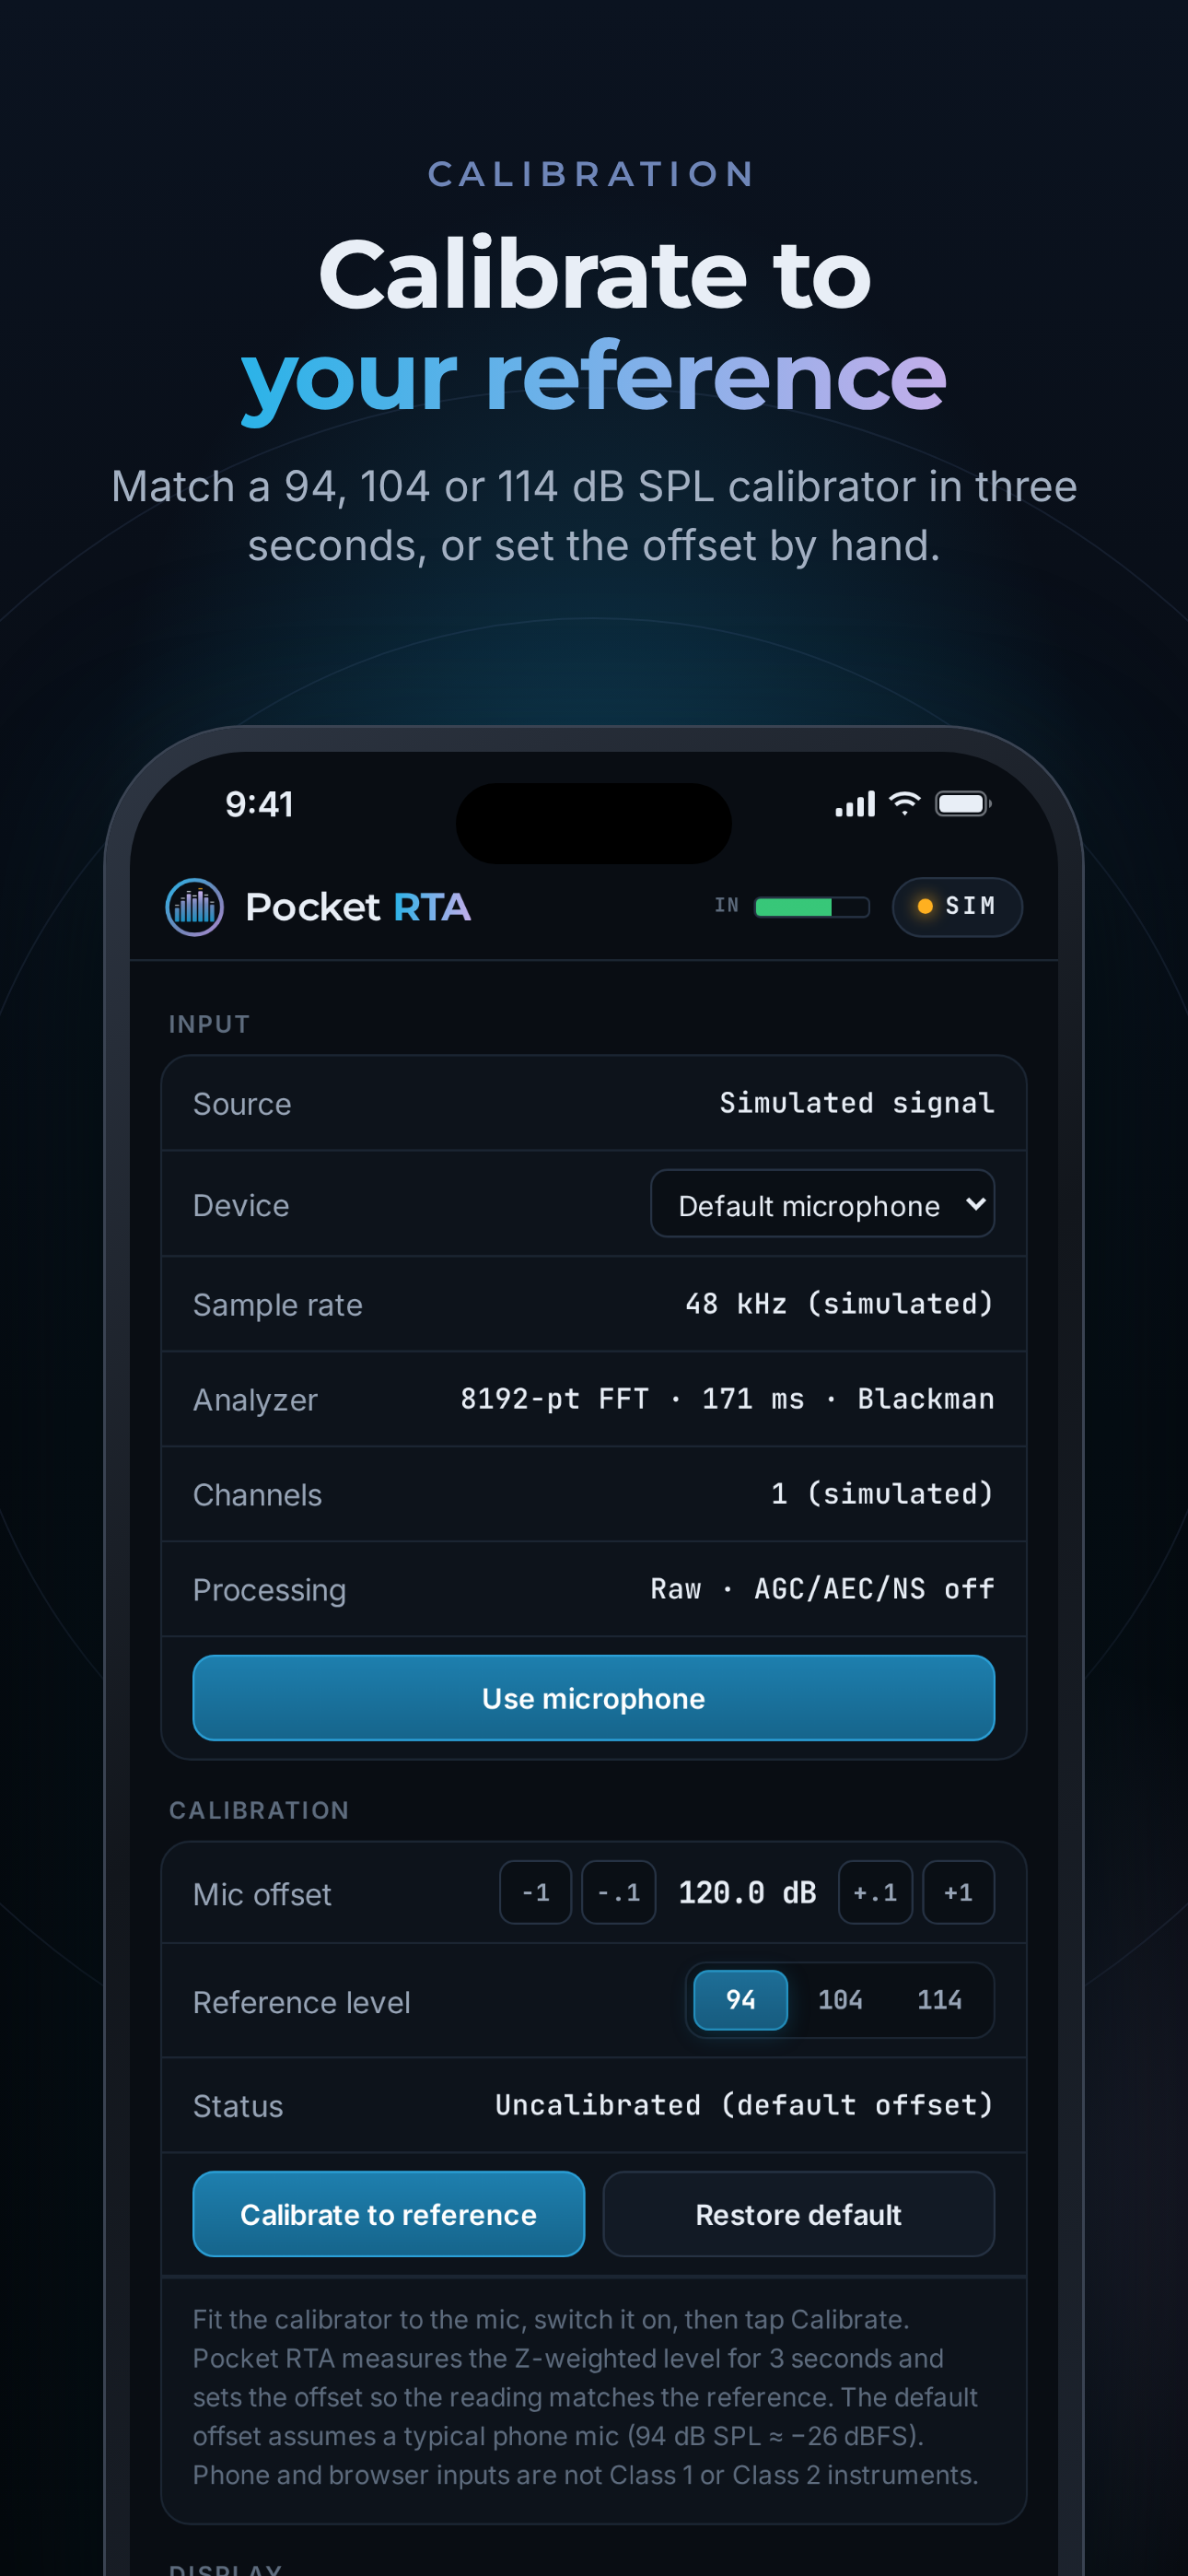 CALIBRATION
Calibrate to
your reference
Match a 94, 104 or 114 dB SPL calibrator in three
seconds, or set the offset by hand.
9:41
Pocket RTA
IN
SIM
INPUT
Source Simulated signal
Device Default microphone
Sample rate 48 kHz (simulated)
Analyzer 8192-pt FFT · 171 ms · Blackman
Channels 1 (simulated)
Processing Raw · AGC/AEC/NS off
Use microphone
CALIBRATION
Mic offset -1 -.1 120.0 dB +.1 +1
Reference level 94 104 114
Status Uncalibrated (default offset)
Calibrate to reference Restore default
Fit the calibrator to the mic, switch it on, then tap Calibrate.
Pocket RTA measures the Z-weighted level for 3 seconds and
sets the offset so the reading matches the reference. The default
offset assumes a typical phone mic (94 dB SPL ≈ −26 dBFS).
Phone and browser inputs are not Class 1 or Class 2 instruments.
DISPLAY